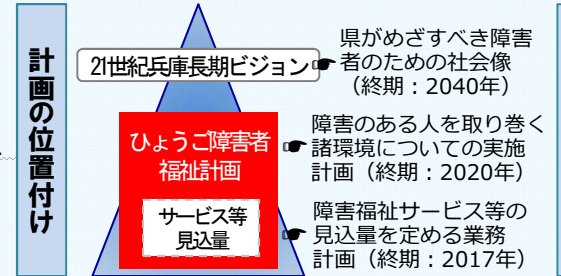 計画の位置付け
21世紀兵庫長期ビジョン
☛県がめざすべき障害
者のための社会像
（終期：2040年）
ひょうご障害者
福祉計画
☛障害のある人を取り巻く
諸環境についての実施
計画（終期：2020年）
サービス等
見込量
☛障害福祉サービス等の
見込量を定める業務
計画（終期：2017年）